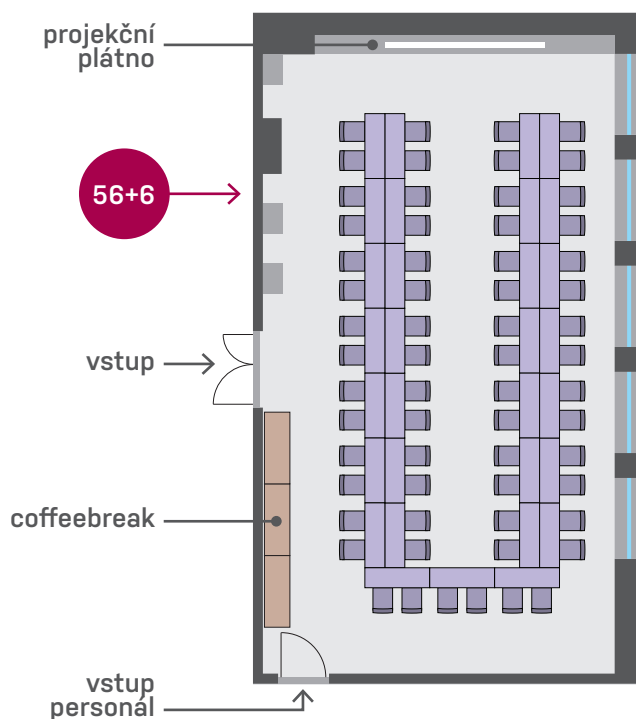 projekční
plátno
56+6
vstup
coffeebreak
vstup
personál